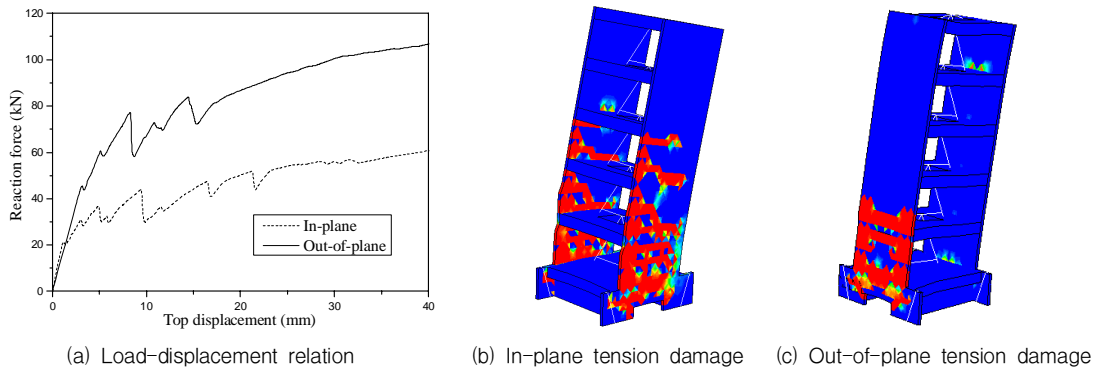 120
100
80
60
40
20
0
Reaction force (kN)
In-plane
Out-of-plane
0 10 20 30 40
Top displacement (mm)
(a) Load-displacement relation
(b) In-plane tension damage
(c) Out-of-plane tension damage